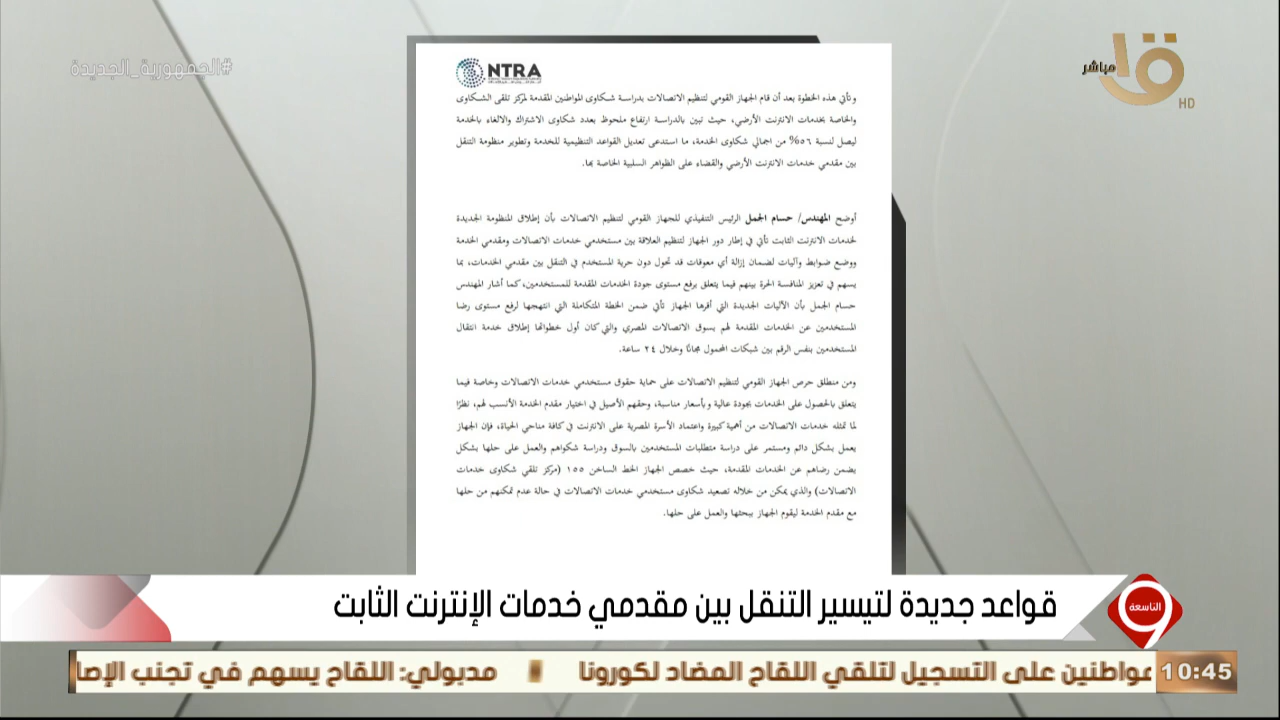 #الجمهورية_الجديدة
مباشر
HD
NTRA
وتأتي هذه الخطوة بعد أن قام الجهاز القومي لتنظيم الاتصالات بدراسة شكاوى المواطنين المقدمة لمركز تلقى الشكاوى
والخاصة بخدمات الانترنت الأرضي، حيث تبين بالدراسة ارتفاع ملحوظ بعدد شكاوى الاشتراك والالغاء بالخدمة
ليصل لنسبة ٥٦% من اجمالي شكاوى الخدمة، ما استدعى تعديل القواعد التنظيمية للخدمة وتطوير منظومة التنقل
بين مقدمي خدمات الانترنت الأرضي والقضاء على الظواهر السلبية الخاصة بها.
أوضح المهندس/ حسام الجمل الرئيس التنفيذي للجهاز القومي لتنظيم الاتصالات بأن إطلاق المنظومة الجديدة
لخدمات الانترنت الثابت تأتي في إطار دور الجهاز لتنظيم العلاقة بين مستخدمي خدمات الاتصالات ومقدمي الخدمة
ووضع ضوابط وآليات لضمان إزالة أي معوقات قد تحول دون حرية المستخدم في التنقل بين مقدمي الخدمات، بما
يسهم في تعزيز المنافسة الحرة بينهم فيما يتعلق برفع مستوى جودة الخدمات المقدمة للمستخدمين، كما أشار المهندس
حسام الجمل بأن الآليات الجديدة التي أقرها الجهاز تأتي ضمن الخطة المتكاملة التي انتهجها لرفع مستوى رضا
المستخدمين عن الخدمات المقدمة لهم بسوق الاتصالات المصري والتي كان أول خطواتها إطلاق خدمة انتقال
المستخدمين بنفس الرقم بين شبكات المحمول مجانًا وخلال ٢٤ ساعة.
ومن منطلق حرص الجهاز القومي لتنظيم الاتصالات على حماية حقوق مستخدمي خدمات الاتصالات وخاصة فيما
يتعلق بالحصول على الخدمات بجودة عالية وبأسعار مناسبة، وحقهم الأصيل في اختيار مقدم الخدمة الأنسب لهم، نظرًا
لما تمثله خدمات الاتصالات من أهمية كبيرة واعتماد الأسرة المصرية على الانترنت في كافة مناحي الحياة، فإن الجهاز
يعمل بشكل دائم ومستمر على دراسة متطلبات المستخدمين بالسوق ودراسة شكواهم والعمل على حلها بشكل
يضمن رضاهم عن الخدمات المقدمة، حيث خصص الجهاز الخط الساخن ١٥٥ (مركز تلقي شكاوى خدمات
الاتصالات) والذي يمكن من خلاله تصعيد شكاوى مستخدمي خدمات الاتصالات في حالة عدم تمكنهم من حلها
مع مقدم الخدمة ليقوم الجهاز ببحثها والعمل على حلها.
التاسعة
قواعد جديدة لتيسير التنقل بين مقدمي خدمات الإنترنت الثابت
10:45
مواطنين على التسجيل لتلقي اللقاح المضاد لكورونا مدبولي: اللقاح يسهم في تجنب الإصا